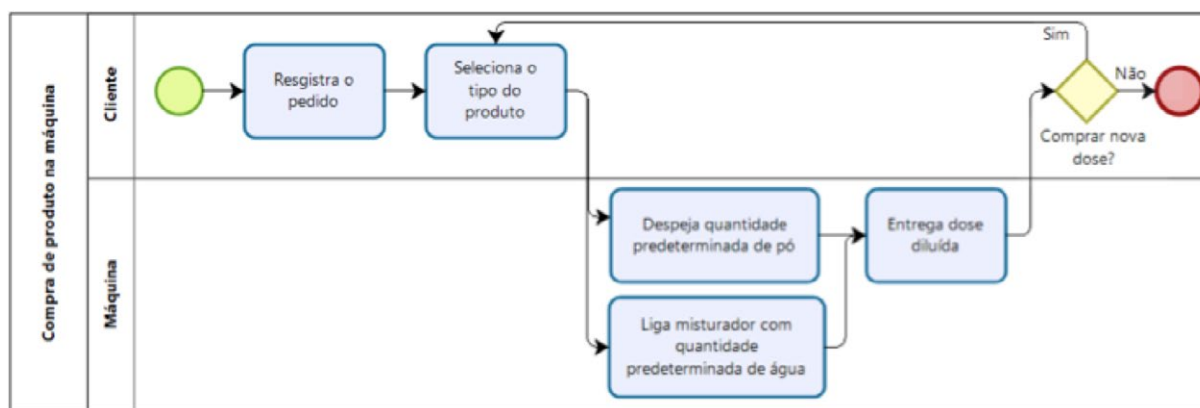 Compra de produto na máquina
Cliente
Resgistra o
pedido
Seleciona o
tipo do
produto
Sim
Não
Comprar nova
dose?
Máquina
Despeja quantidade
predeterminada de pó
Entrega dose
diluída
Liga misturador com
quantidade
predeterminada de água